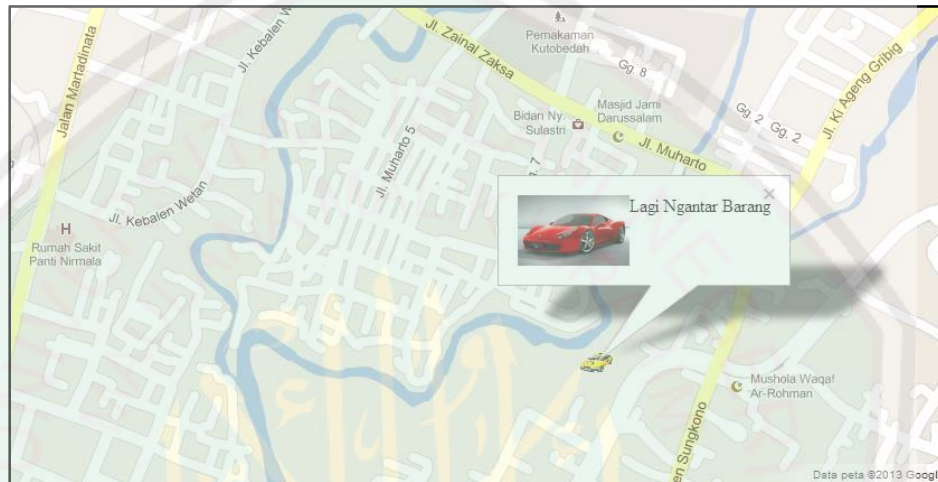 Pemakaman
Kutobedah
Jl. Kebalen W
Jl. Zainal Zaksa
Gg. 8
Jalan Martadinata
Jl. Ki Ageng Gribig
Bidan Ny.
Sulastri
Masjid Jami
Darussalam
Gg. 2
Gg. 2
Jl. Muharto 5
Jl. Muharto
g. 7
Jl. Kebalen Wetan
Lagi Ngantar Barang
H
Rumah Sakit
Panti Nirmala
Mushola Waqaf
Ar-Rohman
en Sungkono
Data peta ©2013 Googl